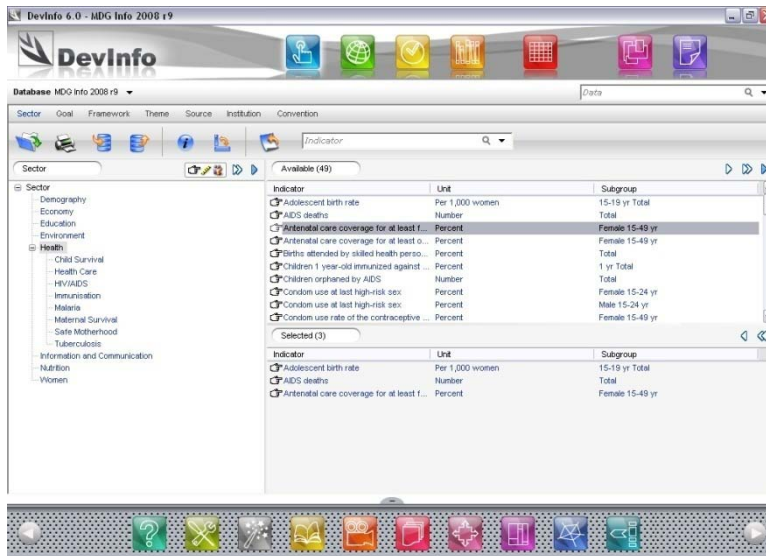 DevInfo 6.0 - MDG Info 2008 r9
DevInfo
Database MDG Info 2008 r9
Data
Sector Goal Framework Theme Source Institution Convention
Indicator
Sector
Available (49)
Sector
Demography
Economy
Education
Environment
Health
Child Survival
Health Care
HIV/AIDS
Immunisation
Malaria
Maternal Survival
Safe Motherhood
Tuberculosis
Information and Communication
Nutrition
Women
Indicator Unit Subgroup
Adolescent birth rate Per 1,000 women 15-19 yr Total
AIDS deaths Number Total
Antenatal care coverage for at least f... Percent Female 15-49 yr
Antenatal care coverage for at least o... Percent Female 15-49 yr
Births attended by skilled health perso... Percent Total
Children 1 year-old immunized against ... Percent 1 yr Total
Children orphaned by AIDS Number Total
Condom use at last high-risk sex Percent Female 15-24 yr
Condom use at last high-risk sex Percent Male 15-24 yr
Condom use rate of the contraceptive ... Percent Female 15-49 yr
Selected (3)
Indicator Unit Subgroup
Adolescent birth rate Per 1,000 women 15-19 yr Total
AIDS deaths Number Total
Antenatal care coverage for at least f... Percent Female 15-49 yr